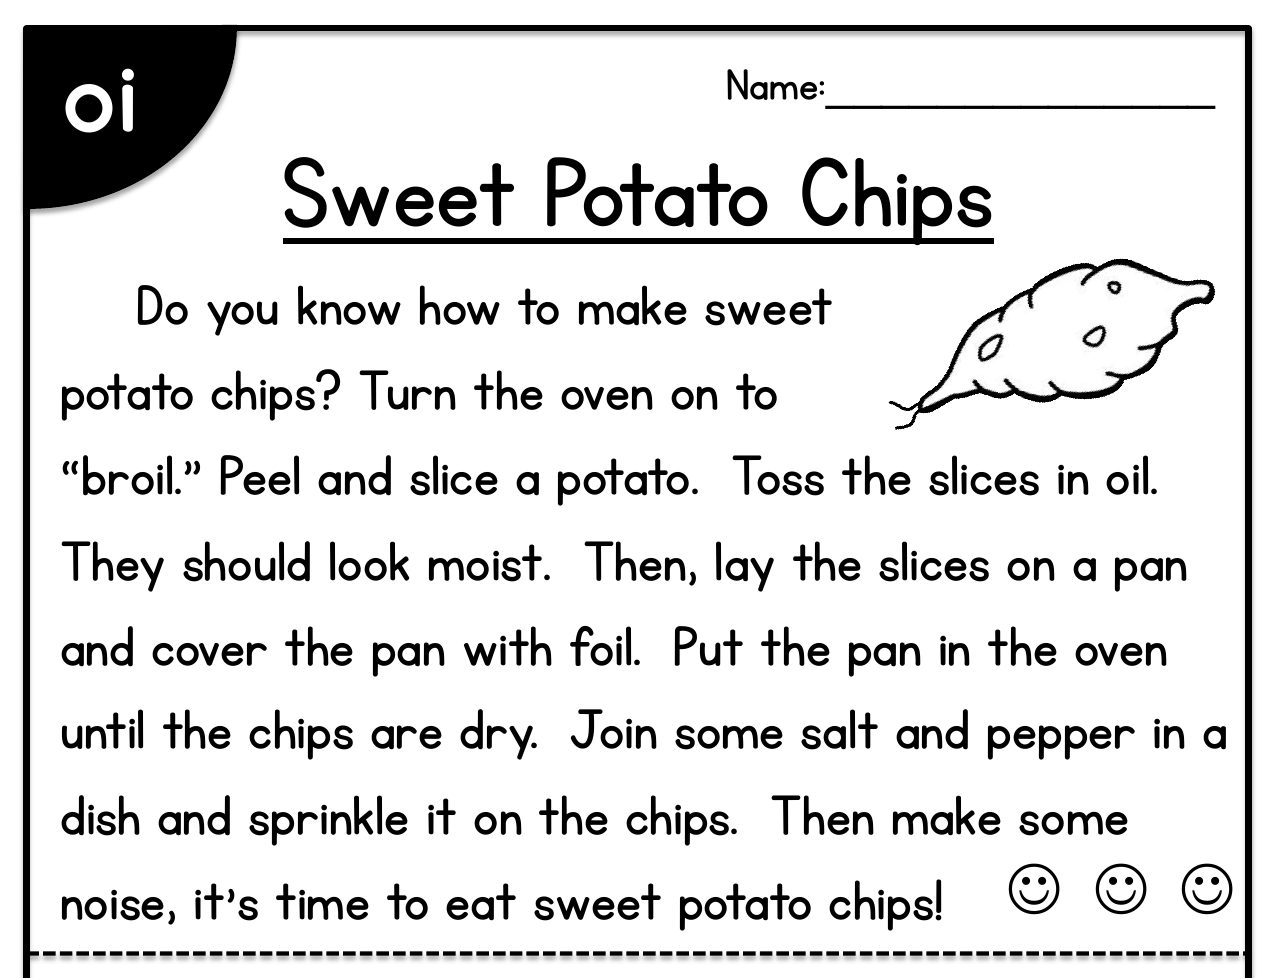 oi
Name:
Sweet Potato Chips
Do you know how to make sweet
potato chips? Turn the oven on to
“broil.” Peel and slice a potato. Toss the slices in oil.
They should look moist. Then, lay the slices on a pan
and cover the pan with foil. Put the pan in the oven
until the chips are dry. Join some salt and pepper in a
dish and sprinkle it on the chips. Then make some
noise, it’s time to eat sweet potato chips!